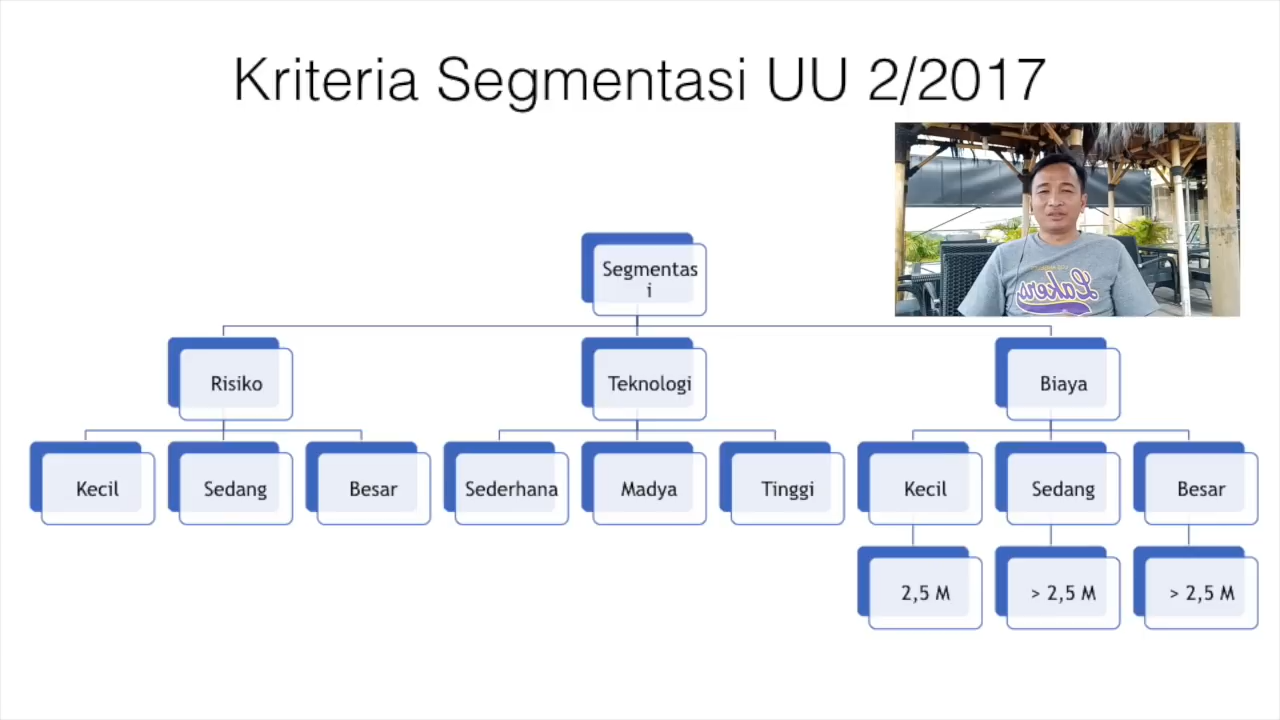 Kriteria Segmentasi UU 2/2017
Segmentas
i
Risiko
Teknologi
Biaya
Kecil
Sedang
Besar
Sederhana
Madya
Tinggi
Kecil
Sedang
Besar
2,5 M
> 2,5 M
> 2,5 M
Lakers